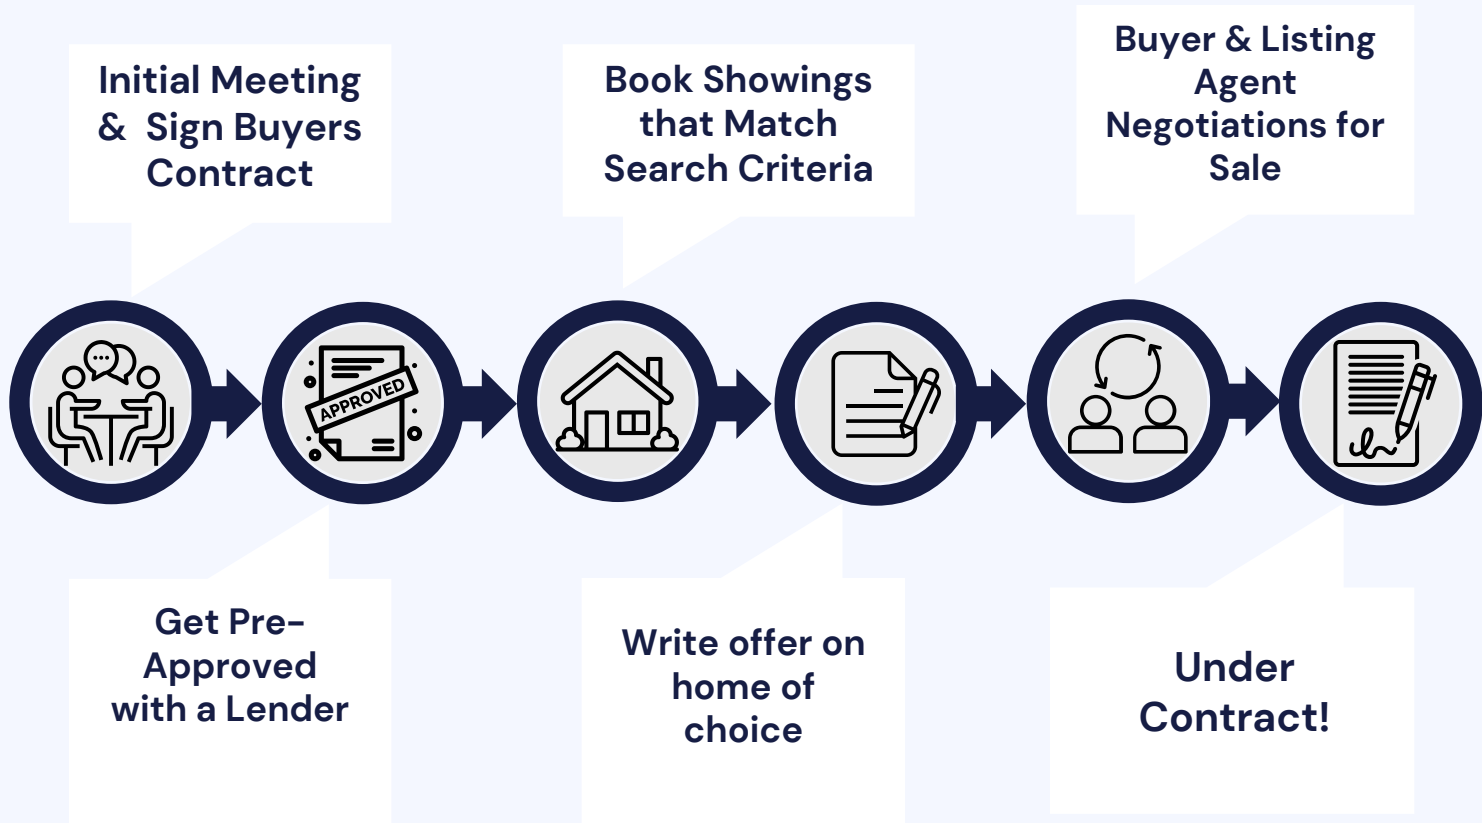 Initial Meeting
& Sign Buyers
Contract
Get Pre-
Approved
with a Lender
Book Showings
that Match
Search Criteria
Write offer on
home of
choice
Buyer & Listing
Agent
Negotiations for
Sale
Under
Contract!
APPROVED